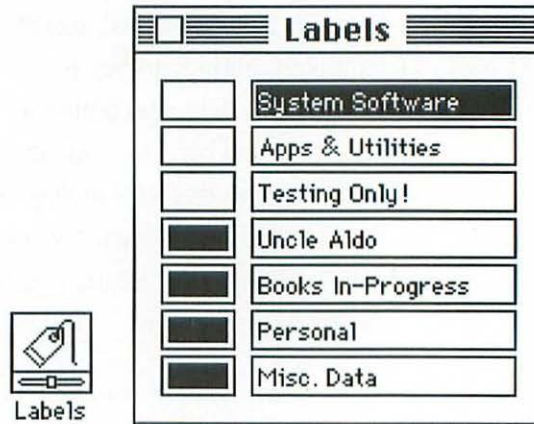 Labels
System Software
Apps & Utilities
Testing Only!
Uncle Aldo
Books In-Progress
Personal
Misc. Data
Labels